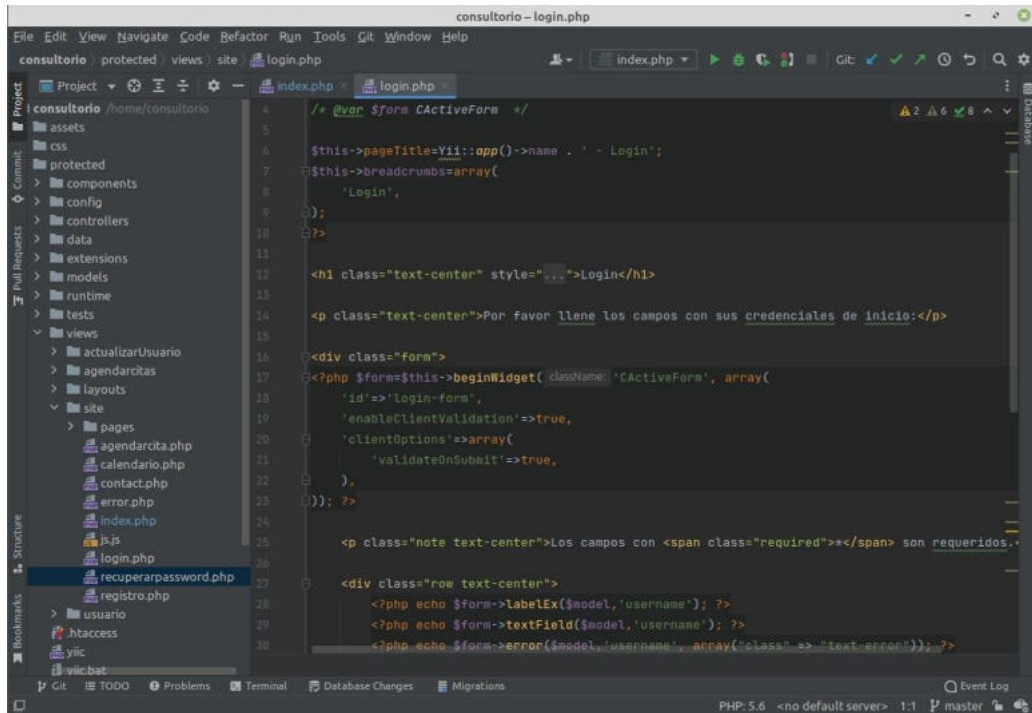 consultorio – login.php
File Edit View Navigate Code Refactor Run Tools Git Window Help
consultorio protected views site login.php
index.php
Git:
Project
index.php
login.php
consultorio /home/consultorio
assets
css
protected
components
config
controllers
data
extensions
models
runtime
tests
views
actualizarUsuario
agendarcitas
layouts
site
pages
agendarcita.php
calendario.php
contact.php
error.php
index.php
js.js
login.php
recuperarpassword.php
registro.php
usuario
.htaccess
yiic
yiic.bat
Project
Commit
Pull Requests
Structure
Bookmarks
4 /* @var $form CActiveForm */
5
6 $this->pageTitle=Yii::app()->name . ' - Login';
7 $this->breadcrumbs=array(
8 'Login',
9 );
10 ?>
11
12 <h1 class="text-center" style="...">Login</h1>
13
14 <p class="text-center">Por favor llene los campos con sus credenciales de inicio:</p>
15
16 <div class="form">
17 <?php $form=$this->beginWidget( className: 'CActiveForm', array(
18 'id'=>'login-form',
19 'enableClientValidation'=>true,
20 'clientOptions'=>array(
21 'validateOnSubmit'=>true,
22 ),
23 )); ?>
24
25 <p class="note text-center">Los campos con <span class="required">*</span> son requeridos.<
26
27 <div class="row text-center">
28 <?php echo $form->labelEx($model,'username'); ?>
29 <?php echo $form->textField($model,'username'); ?>
30 <?php echo $form->error($model,'username', array("class" => "text-error")); ?>
2 6 8
Database
Git TODO Problems Terminal Database Changes Migrations Event Log
PHP: 5.6 <no default server> 1:1 master